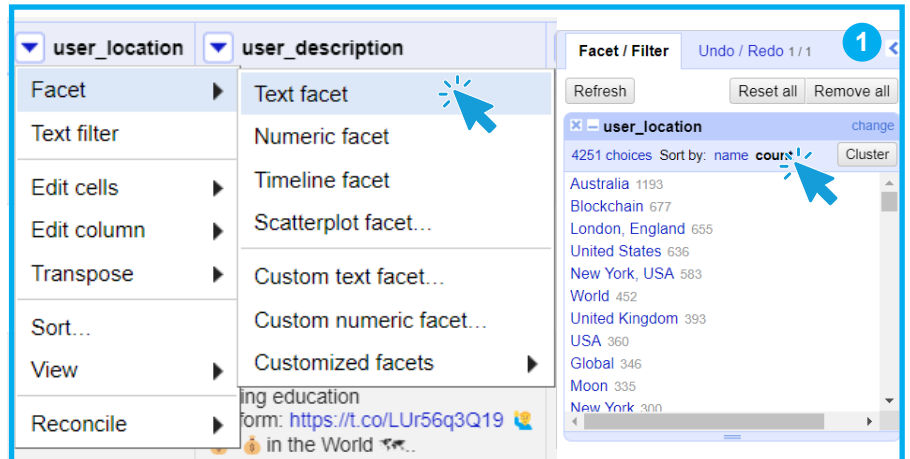 user_location
user_description
Facet
Text filter
Edit cells
Edit column
Transpose
Sort...
View
Reconcile
Text facet
Numeric facet
Timeline facet
Scatterplot facet...
Custom text facet...
Custom numeric facet...
Customized facets
ing education
form: https://t.co/LUr56q3Q19
in the World ..
Facet / Filter
Undo / Redo 1 / 1
1
Refresh
Reset all
Remove all
user_location
change
4251 choices Sort by: name count
Cluster
Australia 1193
Blockchain 677
London, England 655
United States 636
New York, USA 583
World 452
United Kingdom 393
USA 360
Global 346
Moon 335
New York 300